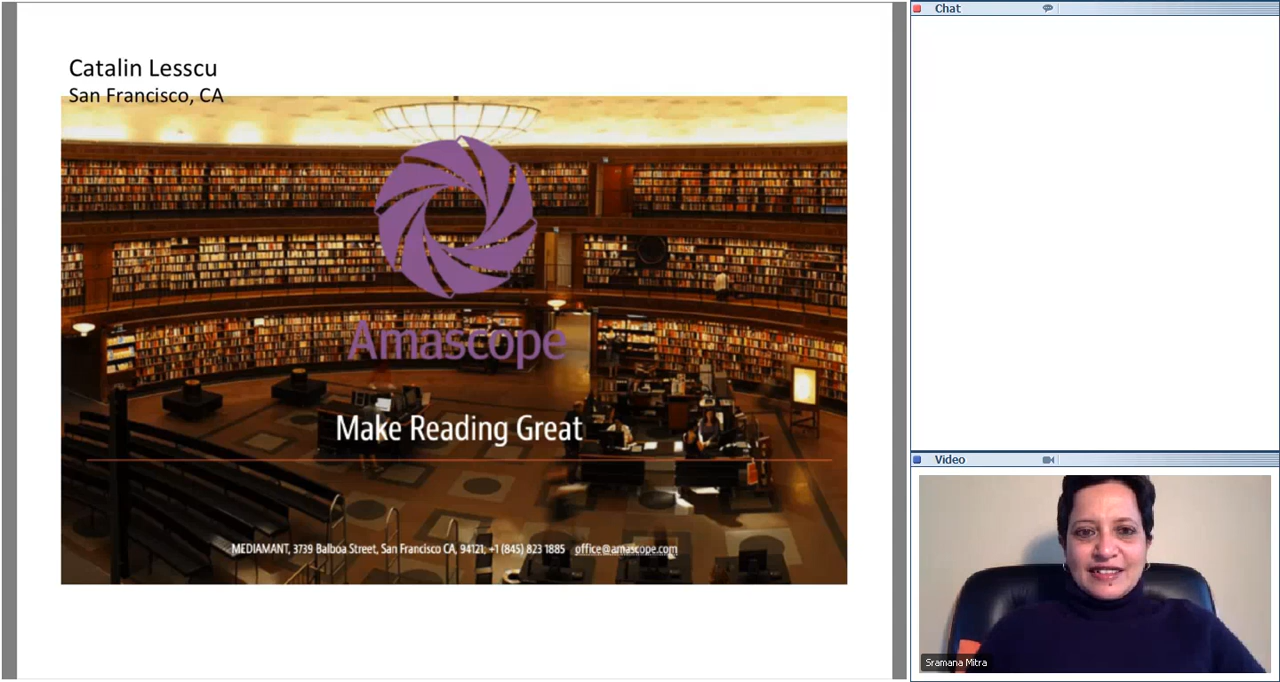 Catalin Lesscu
San Francisco, CA
Amascope
Make Reading Great
MEDIAMANT, 3739 Balboa Street, San Francisco CA, 94121, +1 (845) 823 1885 office@amascope.com
Chat
Video
Sramana Mitra